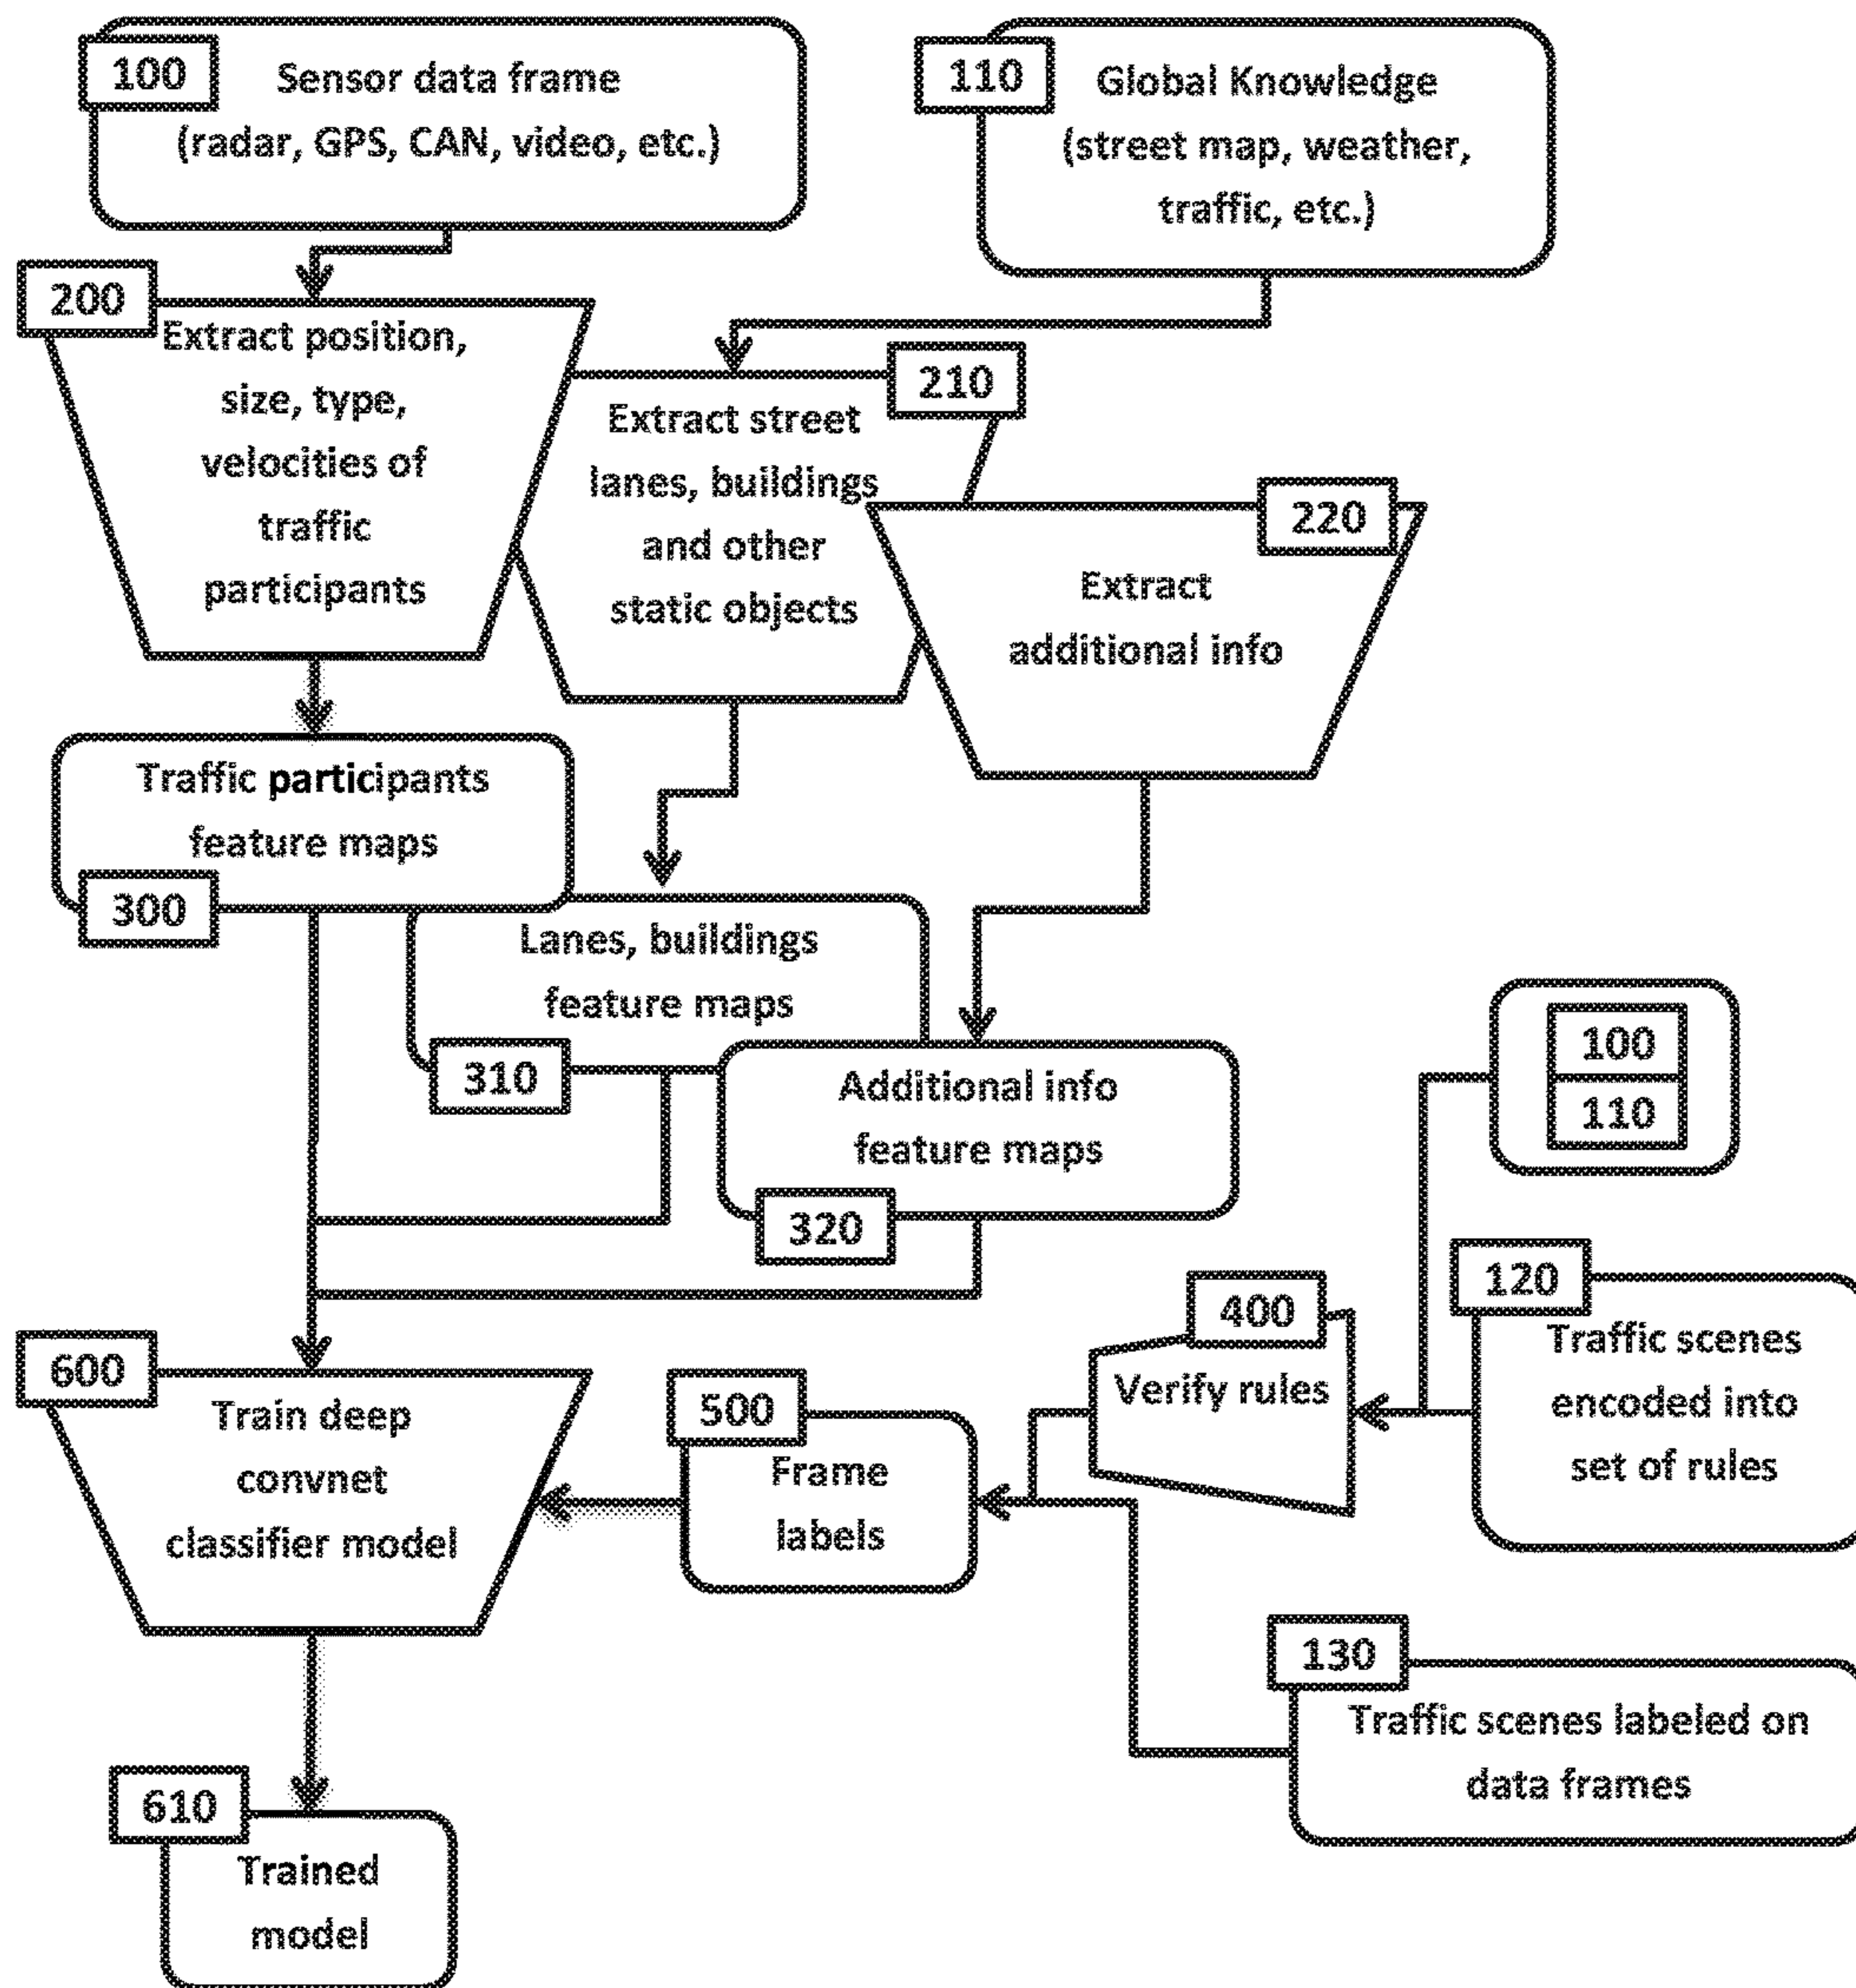 100
Sensor data frame
(radar, GPS, CAN, video, etc.)
110
Global Knowledge
(street map, weather,
traffic, etc.)
200
Extract position,
size, type,
velocities of
traffic
participants
210
Extract street
lanes, buildings
and other
static objects
220
Extract
additional info
Traffic participants
feature maps
300
Lanes, buildings
feature maps
310
Additional info
feature maps
320
100
110
120
Traffic scenes
encoded into
set of rules
400
Verify rules
500
Frame
labels
600
Train deep
convnet
classifier model
130
Traffic scenes labeled on
data frames
610
Trained
model